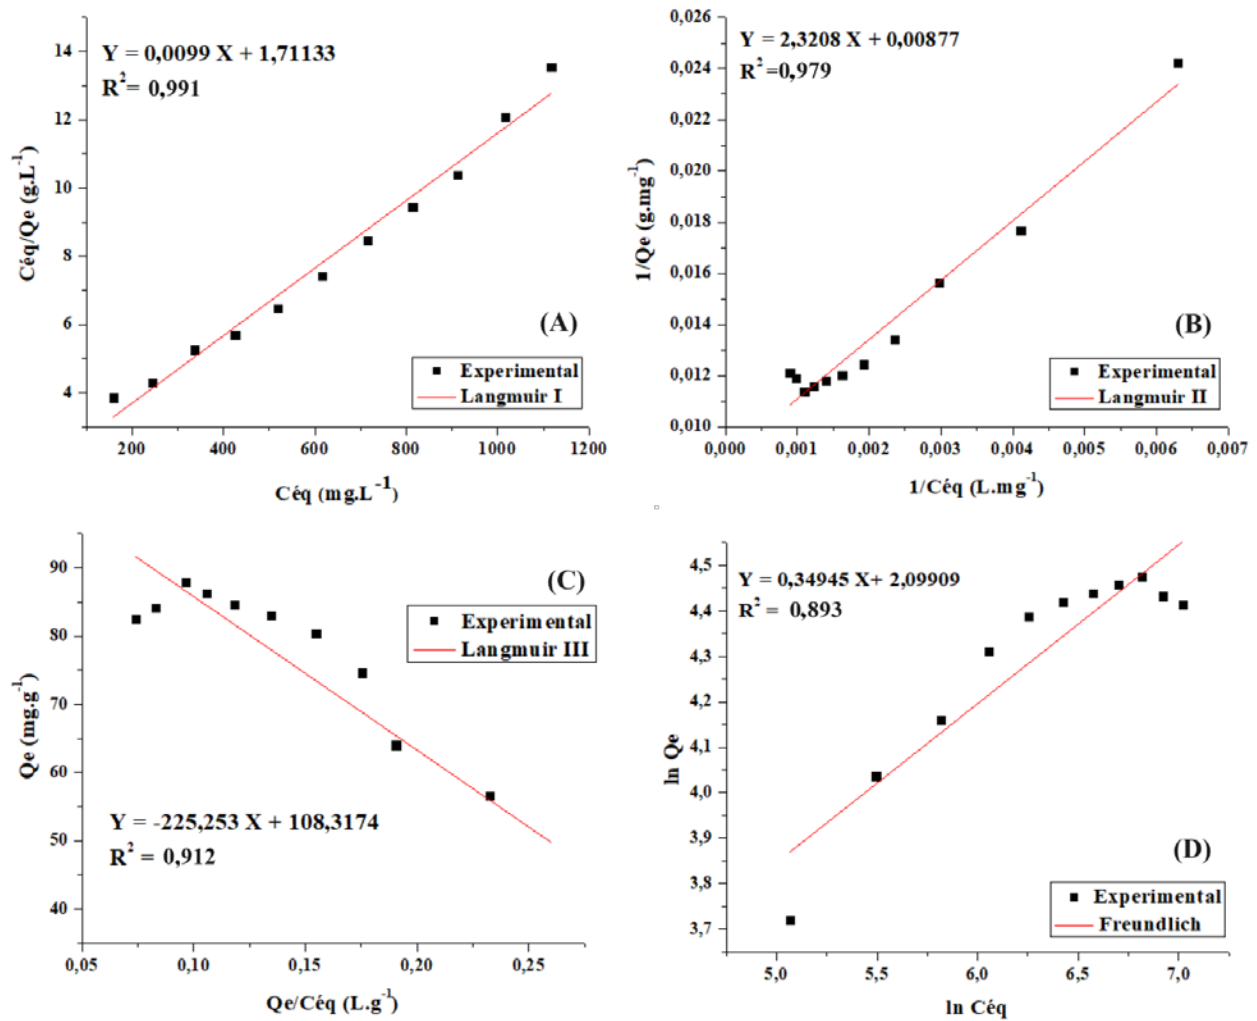 Y = 0,0099 X + 1,71133
R²= 0,991
14
12
10
8
6
4
Céq/Qe (g.L⁻¹)
(A)
Experimental
Langmuir I
200 400 600 800 1000 1200
Céq (mg.L⁻¹)
Y = 2,3208 X + 0,00877
R²=0,979
0,026
0,024
0,022
0,020
0,018
0,016
0,014
0,012
0,010
1/Qe (g.mg⁻¹)
(B)
Experimental
Langmuir II
0,000 0,001 0,002 0,003 0,004 0,005 0,006 0,007
1/Céq (L.mg⁻¹)
90
80
70
60
50
40
Qe (mg.g⁻¹)
(C)
Experimental
Langmuir III
Y = -225,253 X + 108,3174
R² = 0,912
0,05 0,10 0,15 0,20 0,25
Qe/Céq (L.g⁻¹)
Y = 0,34945 X+ 2,09909
R² = 0,893
4,5
4,4
4,3
4,2
4,1
4,0
3,9
3,8
3,7
ln Qe
(D)
Experimental
Freundlich
5,0 5,5 6,0 6,5 7,0
ln Céq